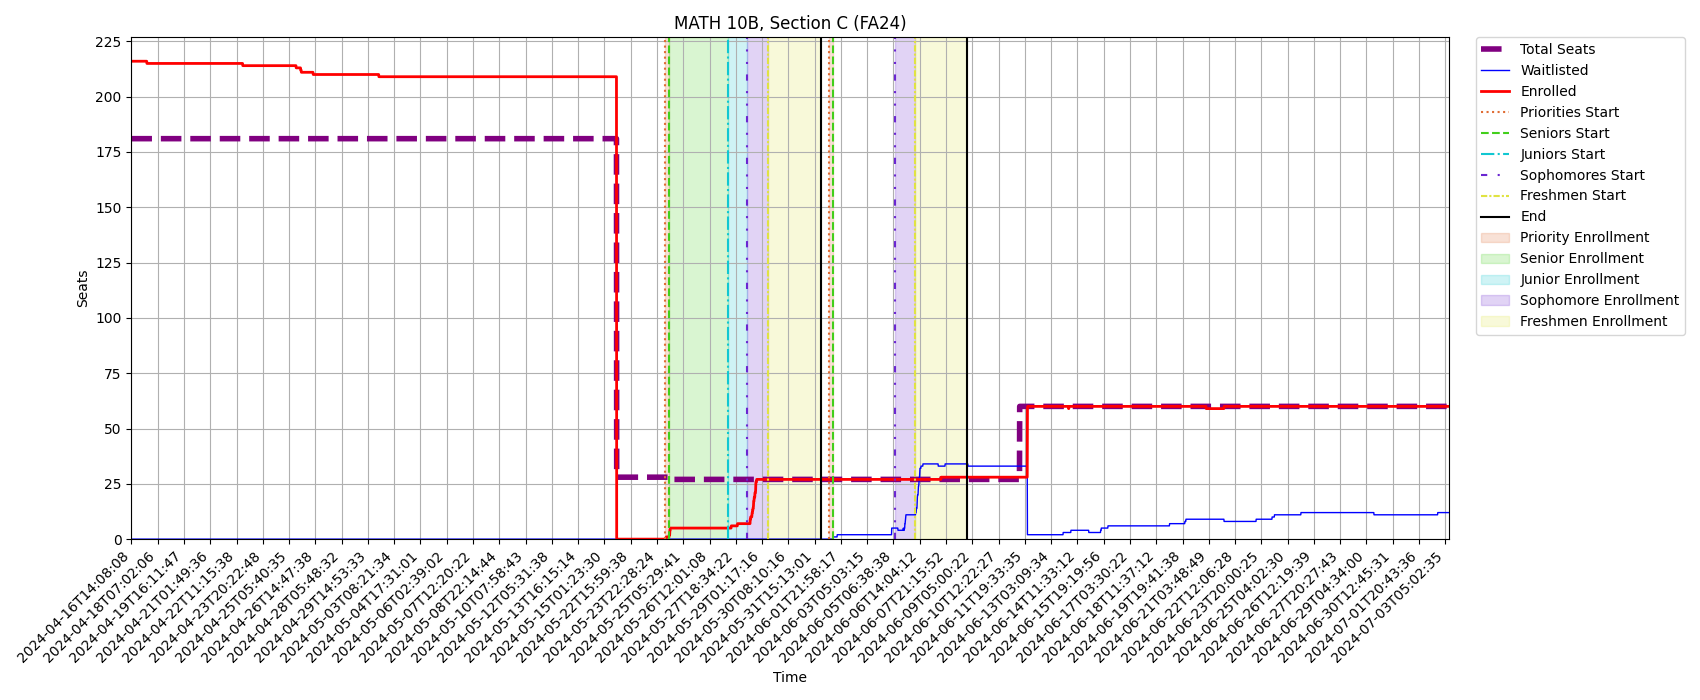 MATH 10B, Section C (FA24)
225
200
175
150
125
100
75
50
25
0
Seats
2024-04-16T14:08:08
2024-04-18T07:02:06
2024-04-19T16:11:47
2024-04-21T01:49:36
2024-04-22T11:15:38
2024-04-23T20:22:48
2024-04-25T05:40:35
2024-04-26T14:47:38
2024-04-28T05:48:32
2024-04-29T14:53:33
2024-05-03T08:21:34
2024-05-04T17:31:01
2024-05-06T02:39:02
2024-05-07T12:20:22
2024-05-08T22:14:44
2024-05-10T07:58:43
2024-05-12T05:31:38
2024-05-13T16:15:14
2024-05-15T01:23:30
2024-05-22T15:59:38
2024-05-23T22:28:24
2024-05-25T05:29:41
2024-05-26T12:01:08
2024-05-27T18:34:22
2024-05-29T01:17:16
2024-05-30T08:10:16
2024-05-31T15:13:01
2024-06-01T21:58:17
2024-06-03T05:03:15
2024-06-05T06:38:38
2024-06-06T14:04:12
2024-06-07T21:15:52
2024-06-09T05:00:22
2024-06-10T12:22:27
2024-06-11T19:33:35
2024-06-13T03:09:34
2024-06-14T11:33:12
2024-06-15T19:19:56
2024-06-17T03:30:22
2024-06-18T11:37:12
2024-06-19T19:41:38
2024-06-21T03:48:49
2024-06-22T12:06:28
2024-06-23T20:00:25
2024-06-25T04:02:30
2024-06-26T12:19:39
2024-06-27T20:27:43
2024-06-29T04:34:00
2024-06-30T12:45:31
2024-07-01T20:43:36
2024-07-03T05:02:35
Time
Total Seats
Waitlisted
Enrolled
Priorities Start
Seniors Start
Juniors Start
Sophomores Start
Freshmen Start
End
Priority Enrollment
Senior Enrollment
Junior Enrollment
Sophomore Enrollment
Freshmen Enrollment